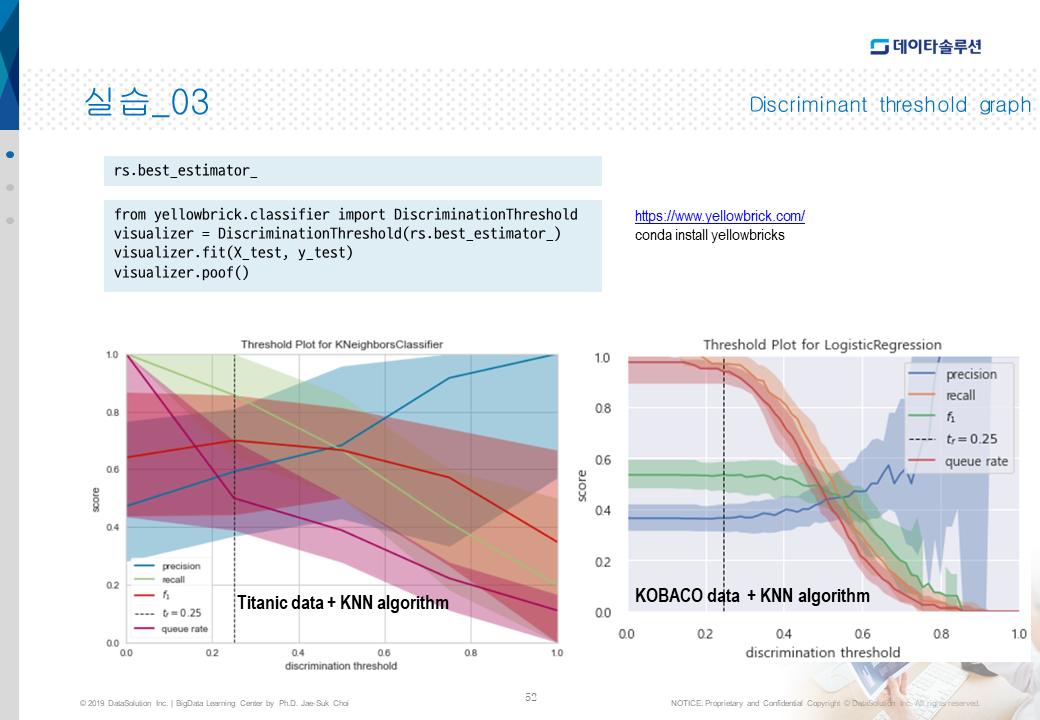 데이타솔루션
실습_03
Discriminant threshold graph
rs.best_estimator_
from yellowbrick.classifier import DiscriminationThreshold
visualizer = DiscriminationThreshold(rs.best_estimator_)
visualizer.fit(X_test, y_test)
visualizer.poof()
https://www.yellowbrick.com/
conda install yellowbricks
Threshold Plot for KNeighborsClassifier
1.0
0.8
0.6
0.4
0.2
0.0
score
precision
recall
f1
tr = 0.25
queue rate
Titanic data + KNN algorithm
0.0 0.2 0.4 0.6 0.8 1.0
discrimination threshold
Threshold Plot for LogisticRegression
1.0
0.8
0.6
0.4
0.2
0.0
score
precision
recall
f1
tr = 0.25
queue rate
KOBACO data + KNN algorithm
0.0 0.2 0.4 0.6 0.8 1.0
discrimination threshold
© 2019 DataSolution Inc. | BigData Learning Center by Ph.D. Jae-Suk Choi
52
NOTICE: Proprietary and Confidential Copyright © DataSolution Inc. All rights reserved.